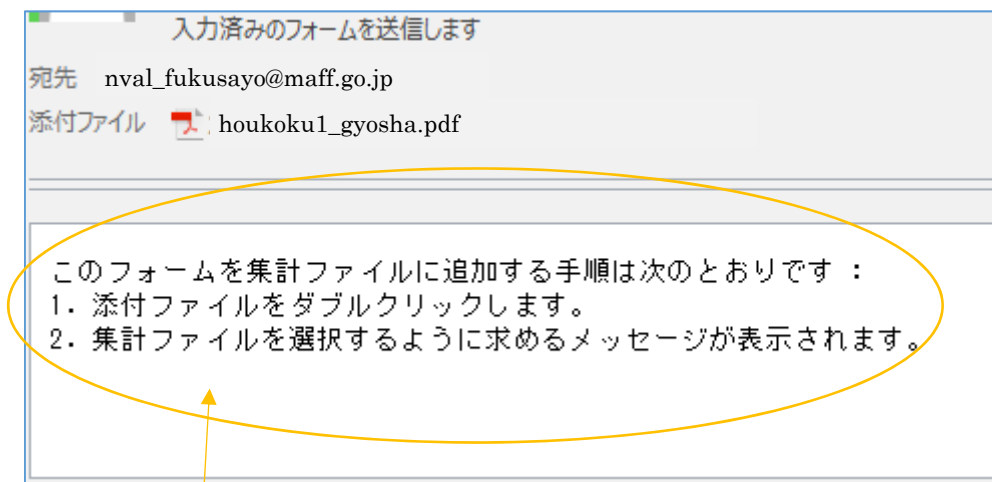 入力済みのフォームを送信します
宛先 nval_fukusayo@maff.go.jp
添付ファイル houkoku1_gyosha.pdf
このフォームを集計ファイルに追加する手順は次のとおりです：
1. 添付ファイルをダブルクリックします。
2. 集計ファイルを選択するように求めるメッセージが表示されます。